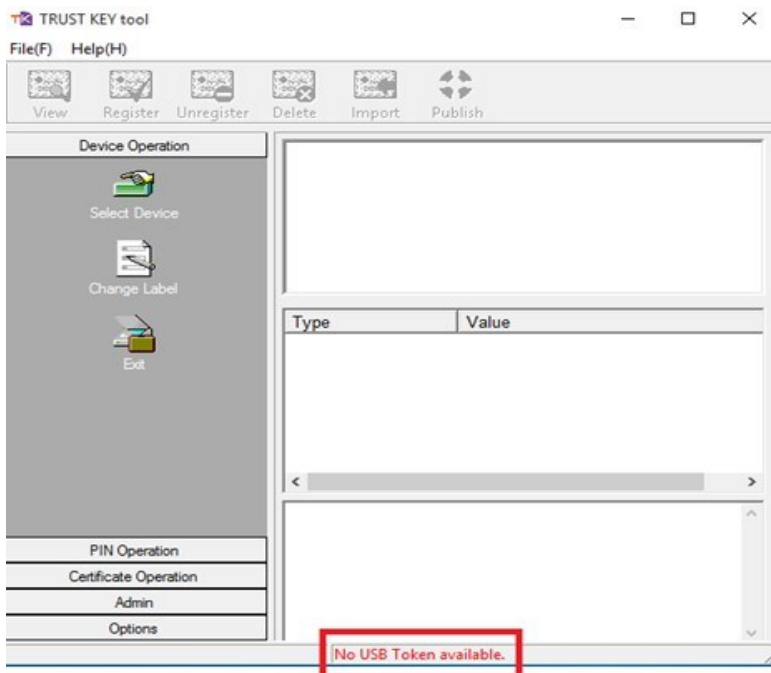 TRUST KEY tool
File(F) Help(H)
View Register Unregister Delete Import Publish
Device Operation
Select Device
Change Label
Exit
Type Value
PIN Operation
Certificate Operation
Admin
Options
No USB Token available.